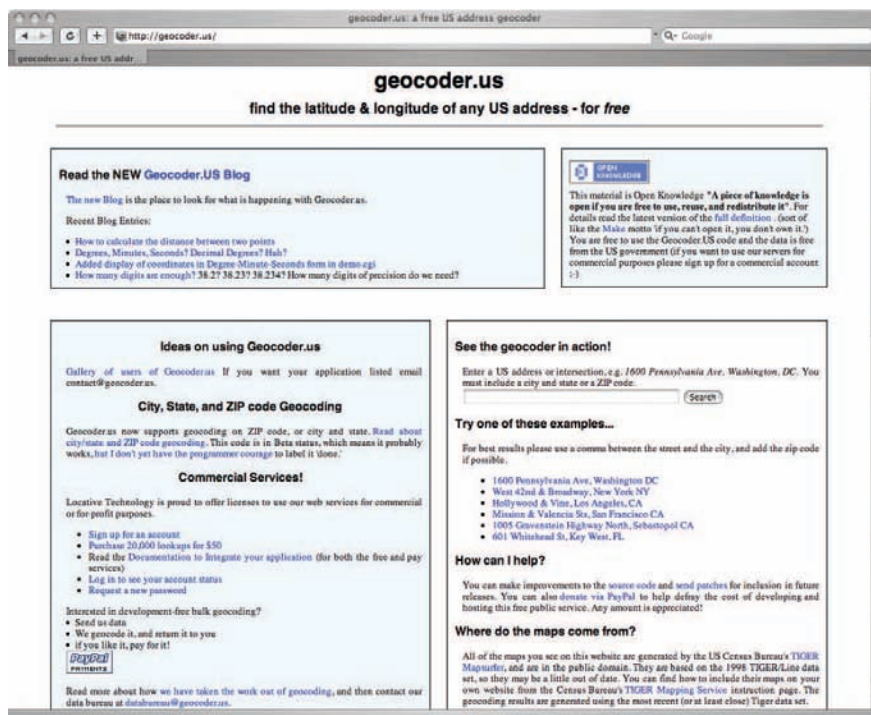 geocoder.us: a free US address geocoder
http://geocoder.us/
Google
geocoder.us: a free US addr...
geocoder.us
find the latitude & longitude of any US address - for free
Read the NEW Geocoder.US Blog
The new Blog is the place to look for what is happening with Geocoder.us.
Recent Blog Entries:
• How to calculate the distance between two points
• Degrees, Minutes, Seconds? Decimal Degrees? Huh?
• Added display of coordinates in Degree-Minute-Seconds form in demo.cgi
• How many digits are enough? 38.2? 38.23? 38.234? How many digits of precision do we need?
OPEN
KNOWLEDGE
This material is Open Knowledge "A piece of knowledge is
open if you are free to use, reuse, and redistribute it". For
details read the latest version of the full definition . (sort of
like the Make motto 'if you can't open it, you don't own it.')
You are free to use the Geocoder.US code and the data is free
from the US government (if you want to use our servers for
commercial purposes please sign up for a commercial account
:-)
Ideas on using Geocoder.us
Gallery of users of Geocoder.us If you want your application listed email
contact@geocoder.us.
City, State, and ZIP code Geocoding
Geocoder.us now supports geocoding on ZIP code, or city and state. Read about
city/state and ZIP code geocoding. This code is in Beta status, which means it probably
works, but I don't yet have the programmer courage to label it 'done.'
Commercial Services!
Locative Technology is proud to offer licenses to use our web services for commercial
or for profit purposes.
• Sign up for an account
• Purchase 20,000 lookups for $50
• Read the Documentation to Integrate your application (for both the free and pay
services)
• Log in to see your account status
• Request a new password
Interested in development-free bulk geocoding?
• Send us data
• We geocode it, and return it to you
• if you like it, pay for it!
PayPal
PAYMENTS
Read more about how we have taken the work out of geocoding, and then contact our
data bureau at databureau@geocoder.us.
See the geocoder in action!
Enter a US address or intersection, e.g. 1600 Pennsylvania Ave, Washington, DC. You
must include a city and state or a ZIP code.
Search
Try one of these examples...
For best results please use a comma between the street and the city, and add the zip code
if possible.
• 1600 Pennsylvania Ave, Washington DC
• West 42nd & Broadway, New York NY
• Hollywood & Vine, Los Angeles, CA
• Mission & Valencia Sts, San Francisco CA
• 1005 Gravenstein Highway North, Sebastopol CA
• 601 Whitehead St, Key West, FL
How can I help?
You can make improvements to the source code and send patches for inclusion in future
releases. You can also donate via PayPal to help defray the cost of developing and
hosting this free public service. Any amount is appreciated!
Where do the maps come from?
All of the maps you see on this website are generated by the US Census Bureau's TIGER
Mapsurfer, and are in the public domain. They are based on the 1998 TIGER/Line data
set, so they may be a little out of date. You can find how to include their maps on your
own website from the Census Bureau's TIGER Mapping Service instruction page. The
geocoding results are generated using the most recent (or at least close) Tiger data set.